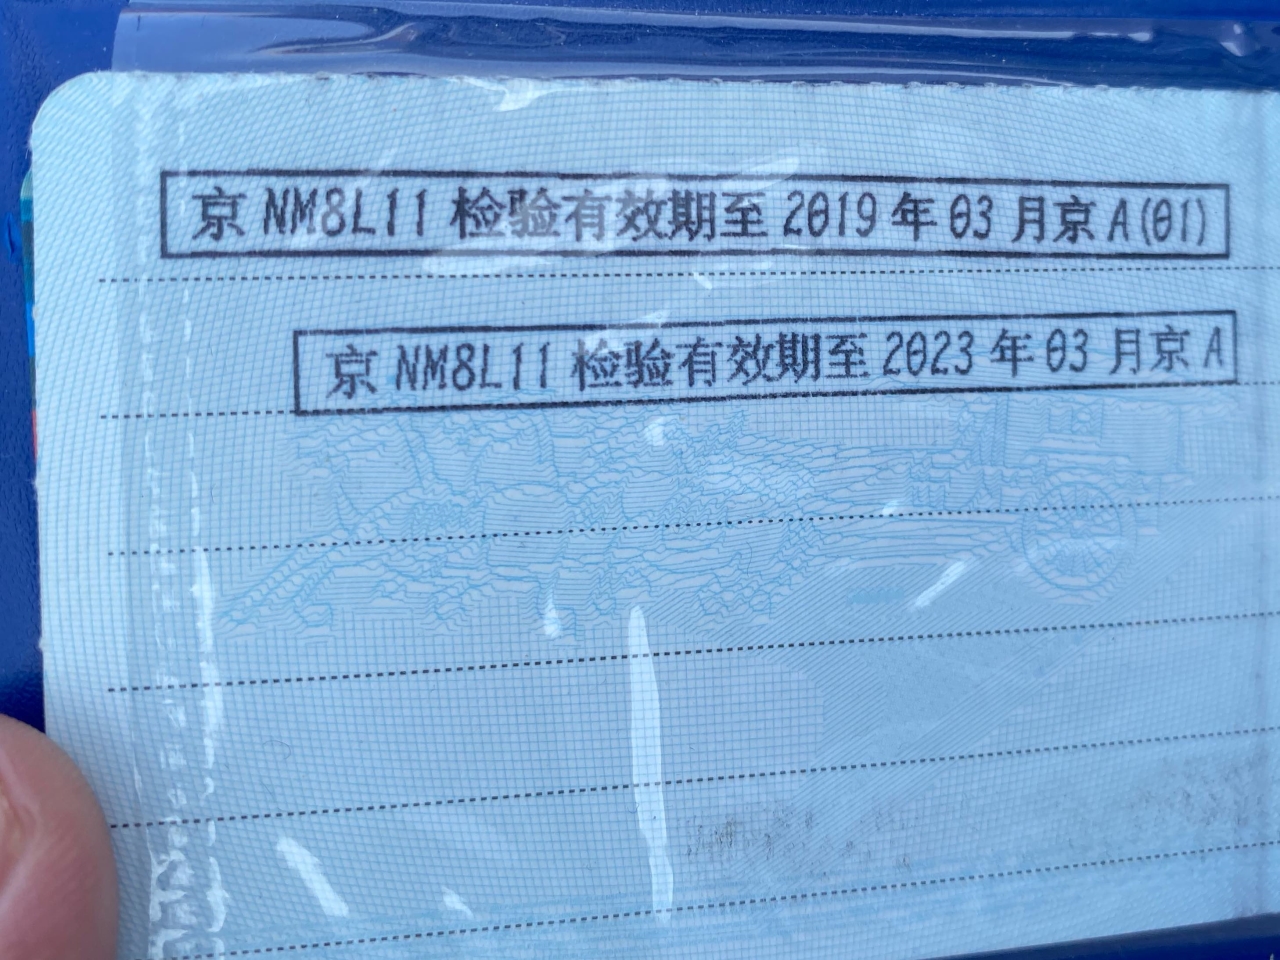 京 NM8L11 检验有效期至 2019 年 03 月京 A(01)
京 NM8L11 检验有效期至 2023 年 03 月京 A